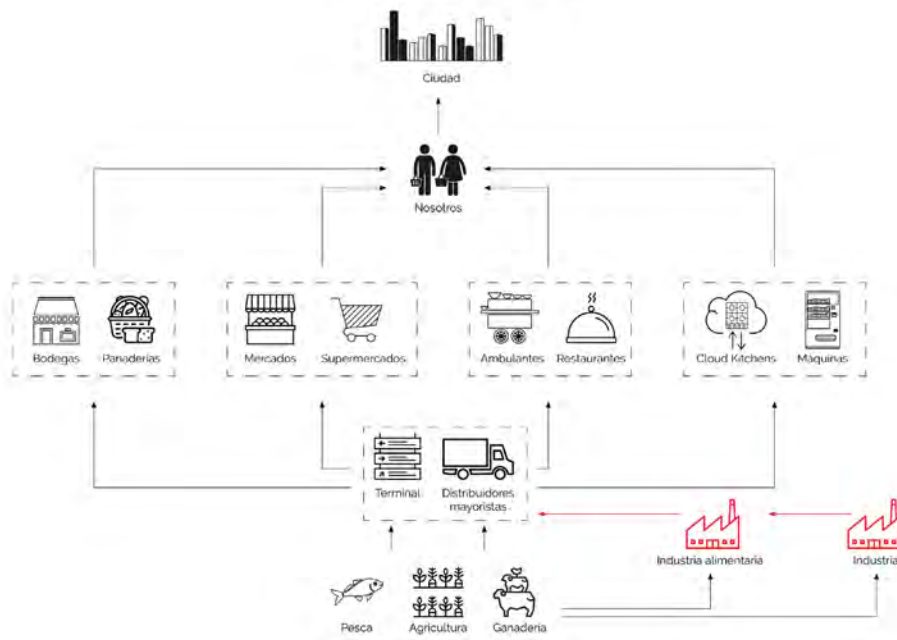 Ciudad
Nosotros
Bodegas
Panaderías
Mercados
Supermercados
Ambulantes
Restaurantes
Cloud Kitchens
Máquinas
Terminal
Distribuidores
mayoristas
Industria alimentaria
Industria
Pesca
Agricultura
Ganadería